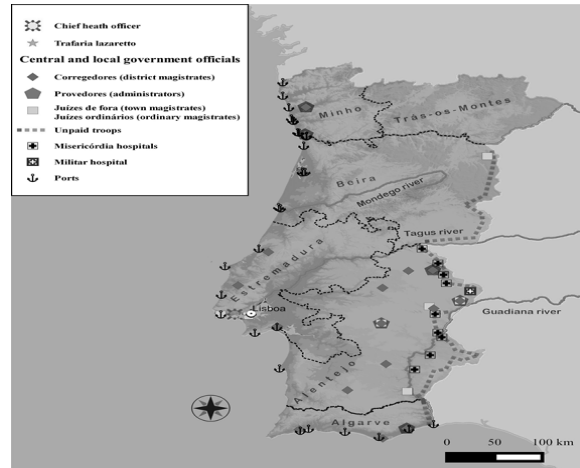 Chief heath officer
Trafaria lazaretto
Central and local government officials
Corregedores (district magistrates)
Provedores (administrators)
Juízes de fora (town magistrates)
Juízes ordinários (ordinary magistrates)
Unpaid troops
Misericórdia hospitals
Militar hospital
Ports
Minho
Trás-os-Montes
Beira
Mondego river
Tagus river
Estremadura
Lisboa
Guadiana river
Alentejo
Algarve
0 50 100 km